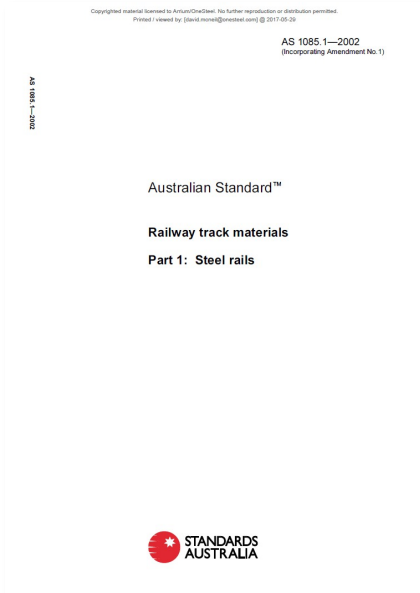 Copyrighted material licensed to Arrium/OneSteel. No further reproduction or distribution permitted.
Printed / viewed by: [david.mcneil@onesteel.com] @ 2017-05-29
AS 1085.1—2002
(Incorporating Amendment No.1)
AS 1085.1—2002
Australian Standard™
Railway track materials
Part 1: Steel rails
STANDARDS
AUSTRALIA